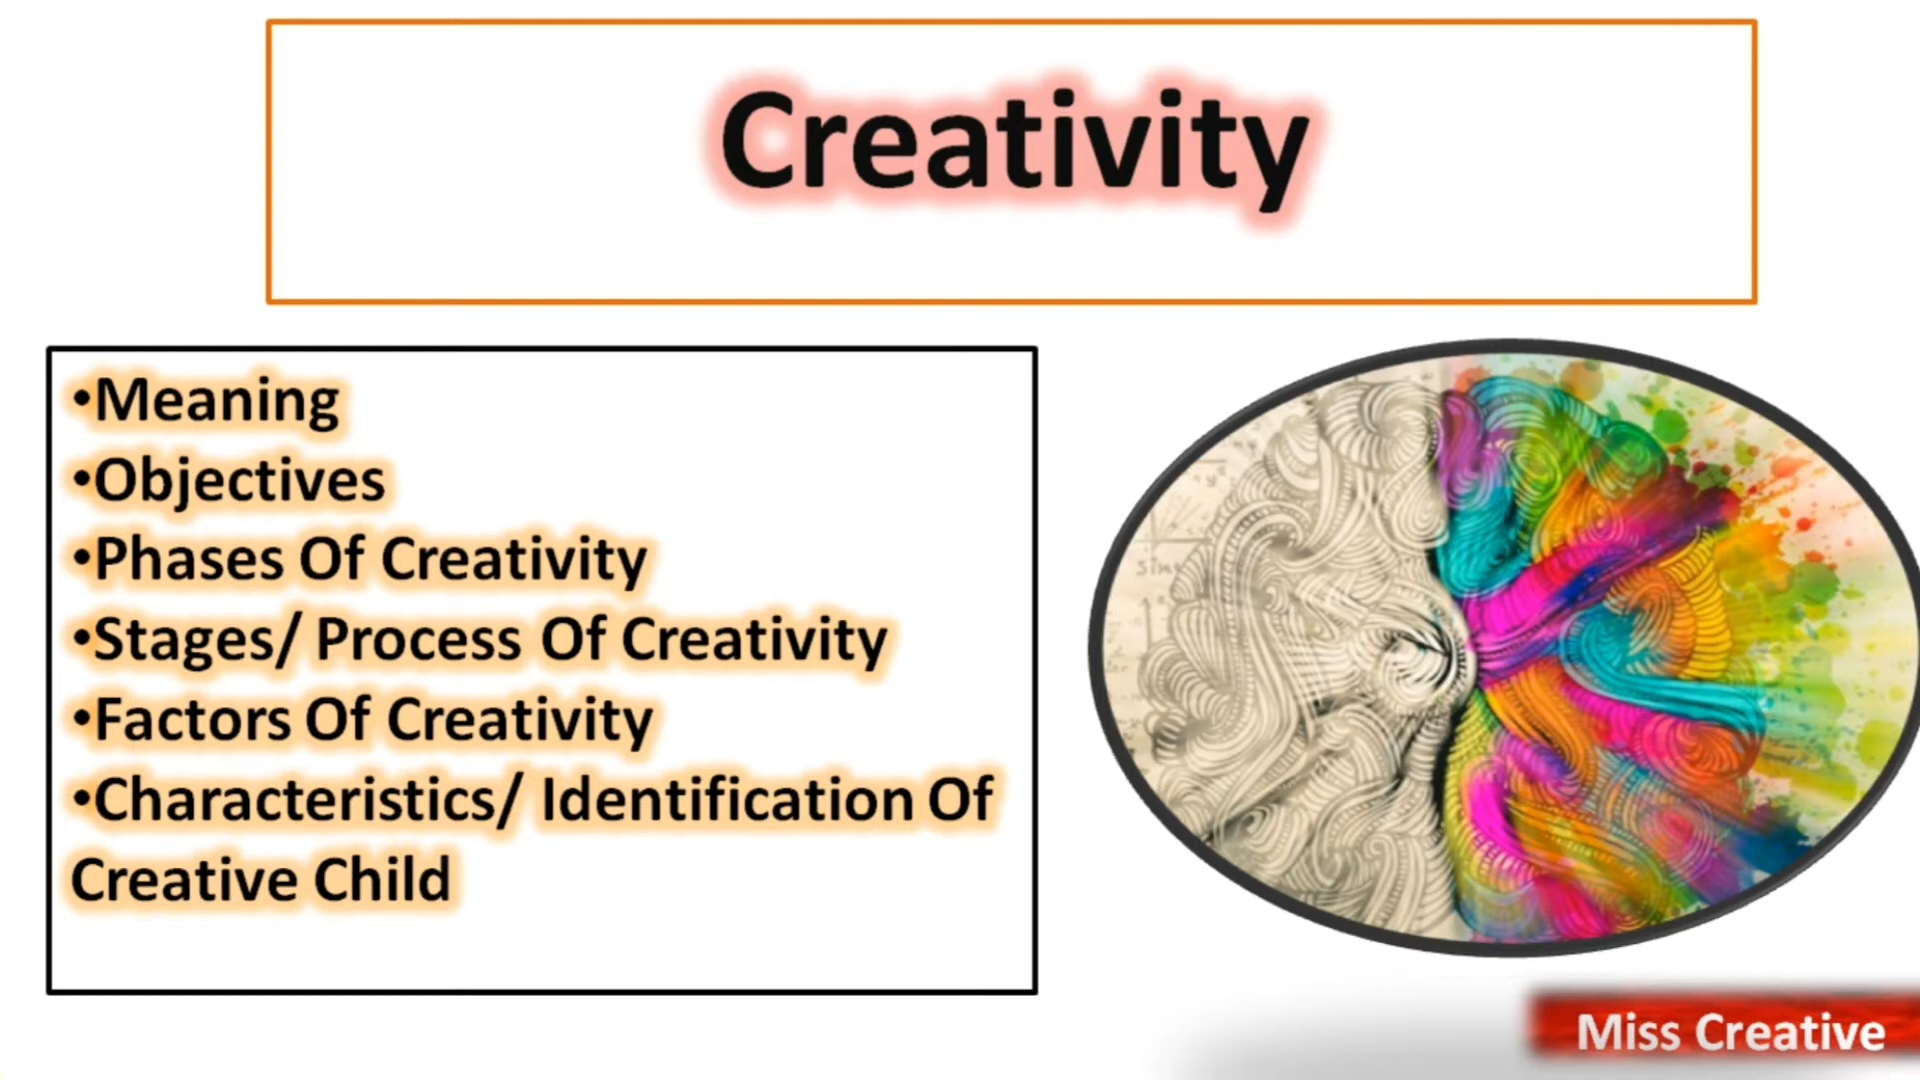 Creativity
•Meaning
•Objectives
•Phases Of Creativity
•Stages/ Process Of Creativity
•Factors Of Creativity
•Characteristics/ Identification Of
Creative Child
Miss Creative